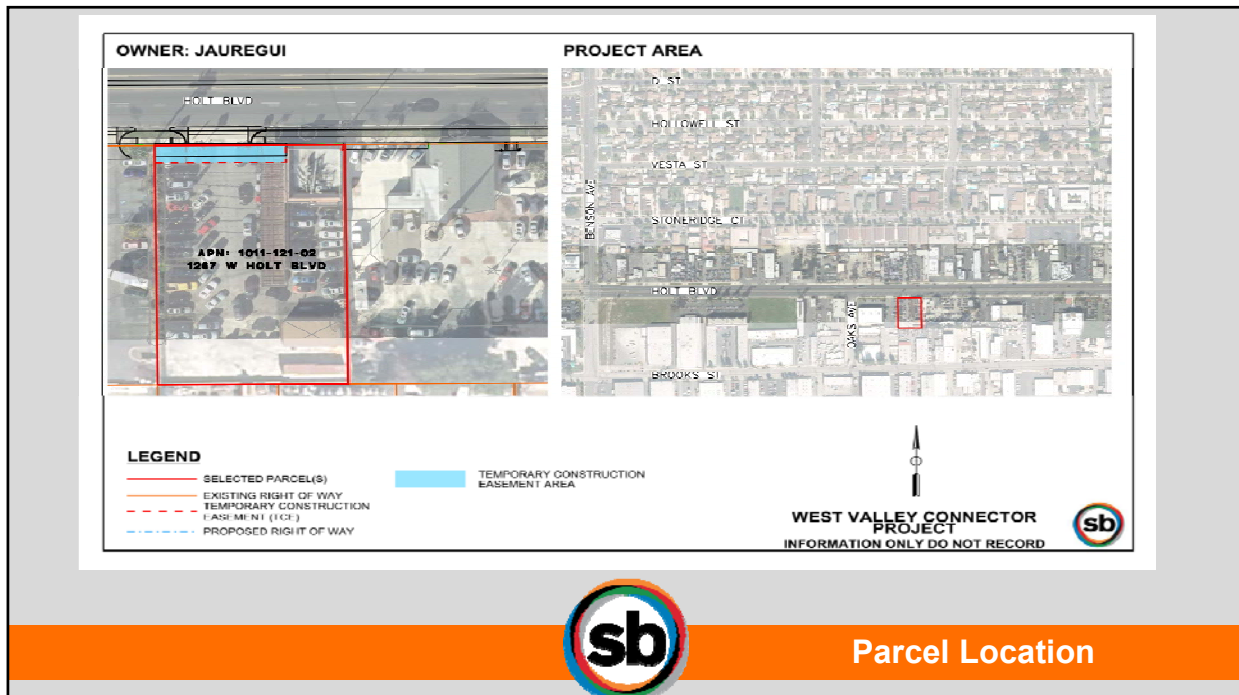 OWNER: JAUREGUI
HOLT BLVD
APN: 1011-121-02
1267 W HOLT BLVD
PROJECT AREA
D ST
HOLLOWELL ST
VESTA ST
BENSON AVE
STONERIDGE CT
HOLT BLVD
OAKS AVE
BROOKS ST
LEGEND
SELECTED PARCEL(S)
EXISTING RIGHT OF WAY
TEMPORARY CONSTRUCTION
EASEMENT (TCE)
PROPOSED RIGHT OF WAY
TEMPORARY CONSTRUCTION
EASEMENT AREA
WEST VALLEY CONNECTOR
PROJECT
INFORMATION ONLY DO NOT RECORD
sb
sb
Parcel Location